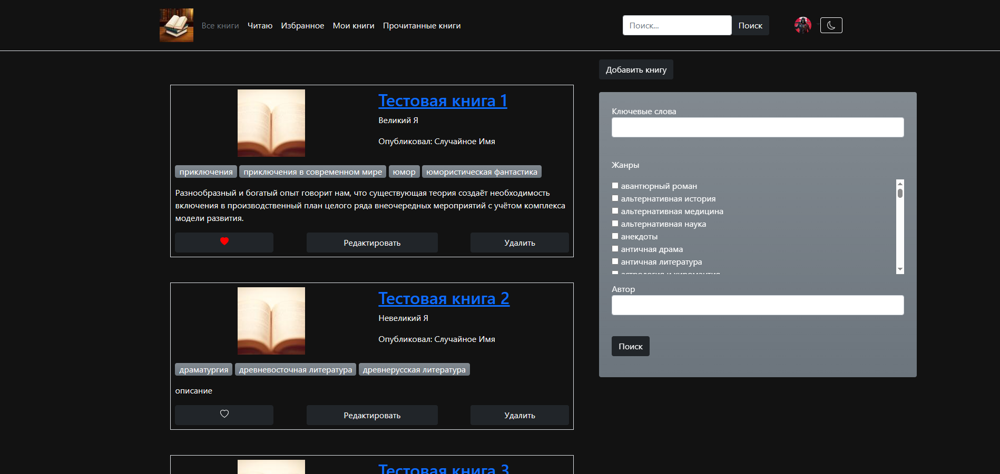 Все книги Читаю Избранное Мои книги Прочитанные книги Поиск... Поиск
Добавить книгу
Тестовая книга 1
Великий Я
Опубликовал: Случайное Имя
приключения приключения в современном мире юмор юмористическая фантастика
Разнообразный и богатый опыт говорит нам, что существующая теория создаёт необходимость
включения в производственный план целого ряда внеочередных мероприятий с учётом комплекса
модели развития.
Редактировать Удалить
Тестовая книга 2
Невеликий Я
Опубликовал: Случайное Имя
драматургия древневосточная литература древнерусская литература
описание
Редактировать Удалить
Тестовая книга 3
Ключевые слова
Жанры
авантюрный роман
альтернативная история
альтернативная медицина
альтернативная наука
анекдоты
античная драма
античная литература
астрология и хиромантия
Автор
Поиск